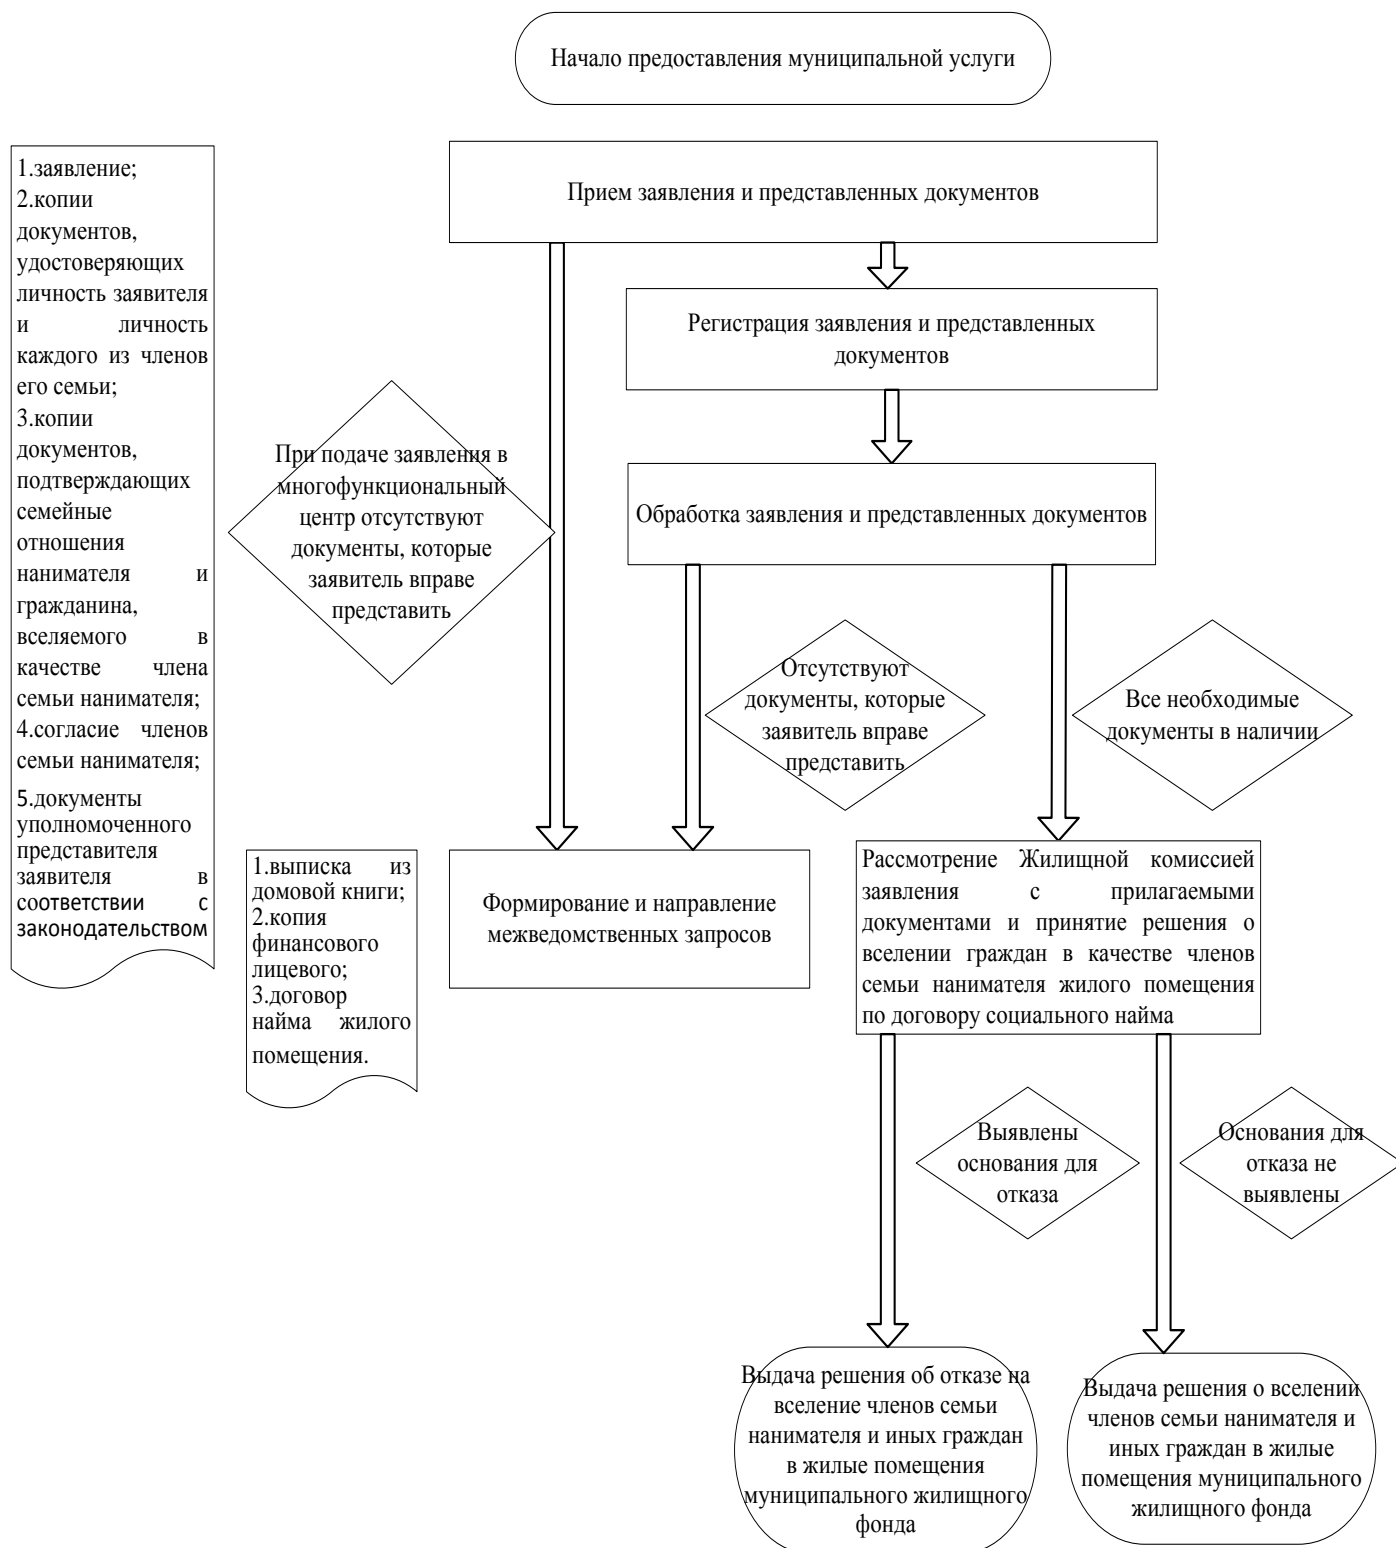 Начало предоставления муниципальной услуги
1.заявление;
2.копии
документов,
удостоверяющих
личность заявителя
и личность
каждого из членов
его семьи;
3.копии
документов,
подтверждающих
семейные
отношения
нанимателя и
гражданина,
вселяемого в
качестве члена
семьи нанимателя;
4.согласие членов
семьи нанимателя;
5.документы
уполномоченного
представителя
заявителя в
соответствии с
законодательством
Прием заявления и представленных документов
Регистрация заявления и представленных
документов
При подаче заявления в
многофункциональный
центр отсутствуют
документы, которые
заявитель вправе
представить
Обработка заявления и представленных документов
Отсутствуют
документы, которые
заявитель вправе
представить
Все необходимые
документы в наличии
1.выписка из
домовой книги;
2.копия
финансового
лицевого;
3.договор
найма жилого
помещения.
Формирование и направление
межведомственных запросов
Рассмотрение Жилищной комиссией
заявления с прилагаемыми
документами и принятие решения о
вселении граждан в качестве членов
семьи нанимателя жилого помещения
по договору социального найма
Выявлены
основания для
отказа
Основания для
отказа не
выявлены
Выдача решения об отказе на
вселение членов семьи
нанимателя и иных граждан
в жилые помещения
муниципального жилищного
фонда
Выдача решения о вселении
членов семьи нанимателя и
иных граждан в жилые
помещения муниципального
жилищного фонда